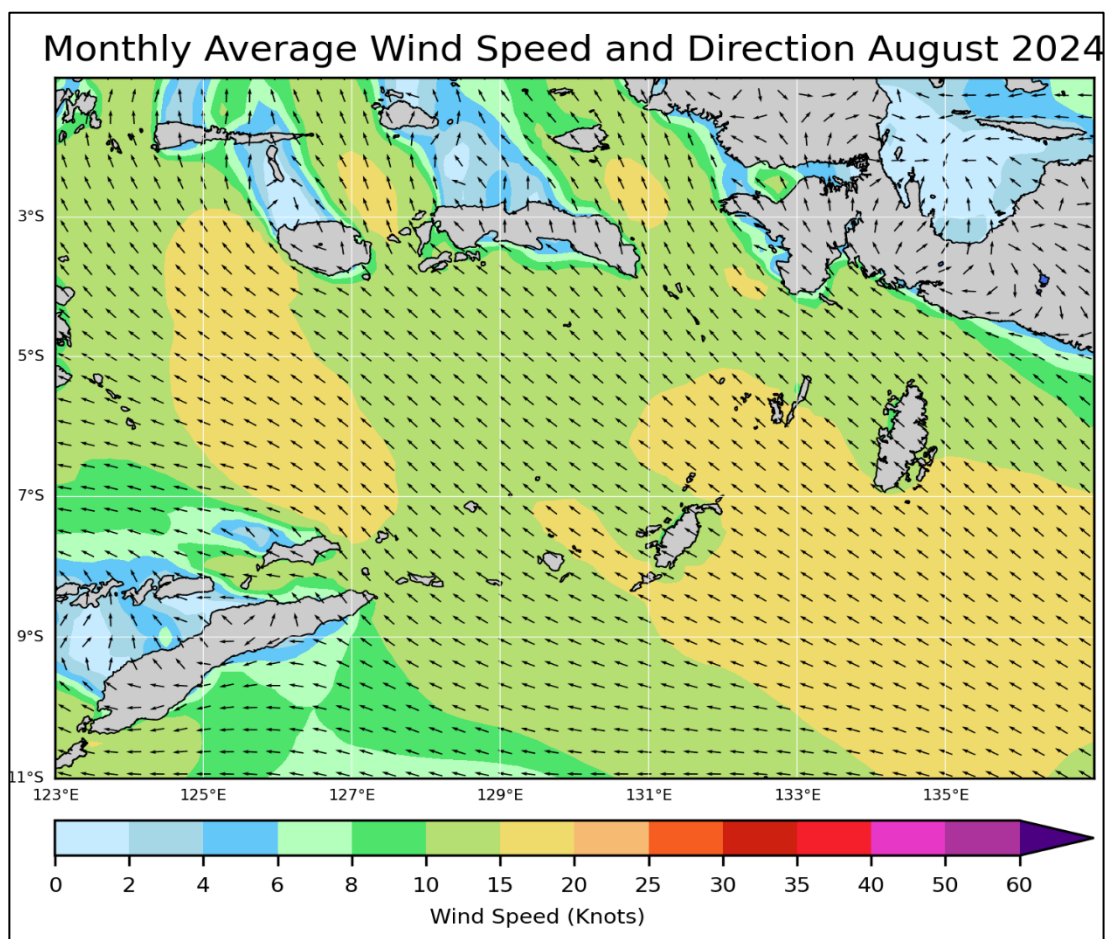 Monthly Average Wind Speed and Direction August 2024
3°S
5°S
7°S
9°S
11°S
123°E 125°E 127°E 129°E 131°E 133°E 135°E
0 2 4 6 8 10 15 20 25 30 35 40 50 60
Wind Speed (Knots)